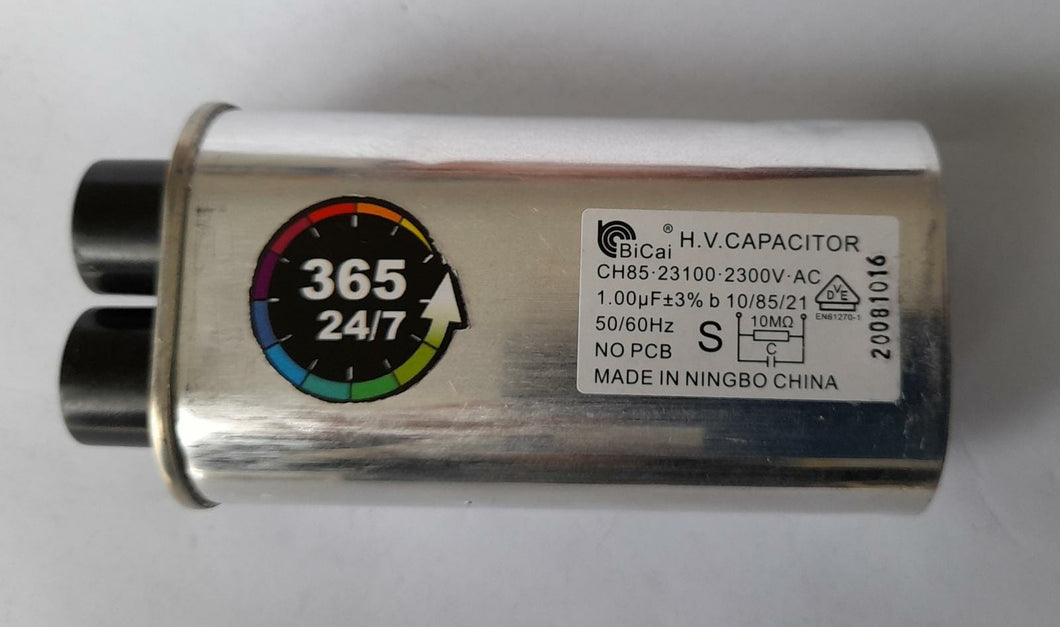 365
24/7
BiCai ® H.V.CAPACITOR
CH85·23100·2300V·AC
1.00µF±3% b 10/85/21
DVE
EN61270-1
50/60Hz
S
10MΩ
C
NO PCB
MADE IN NINGBO CHINA
20081016